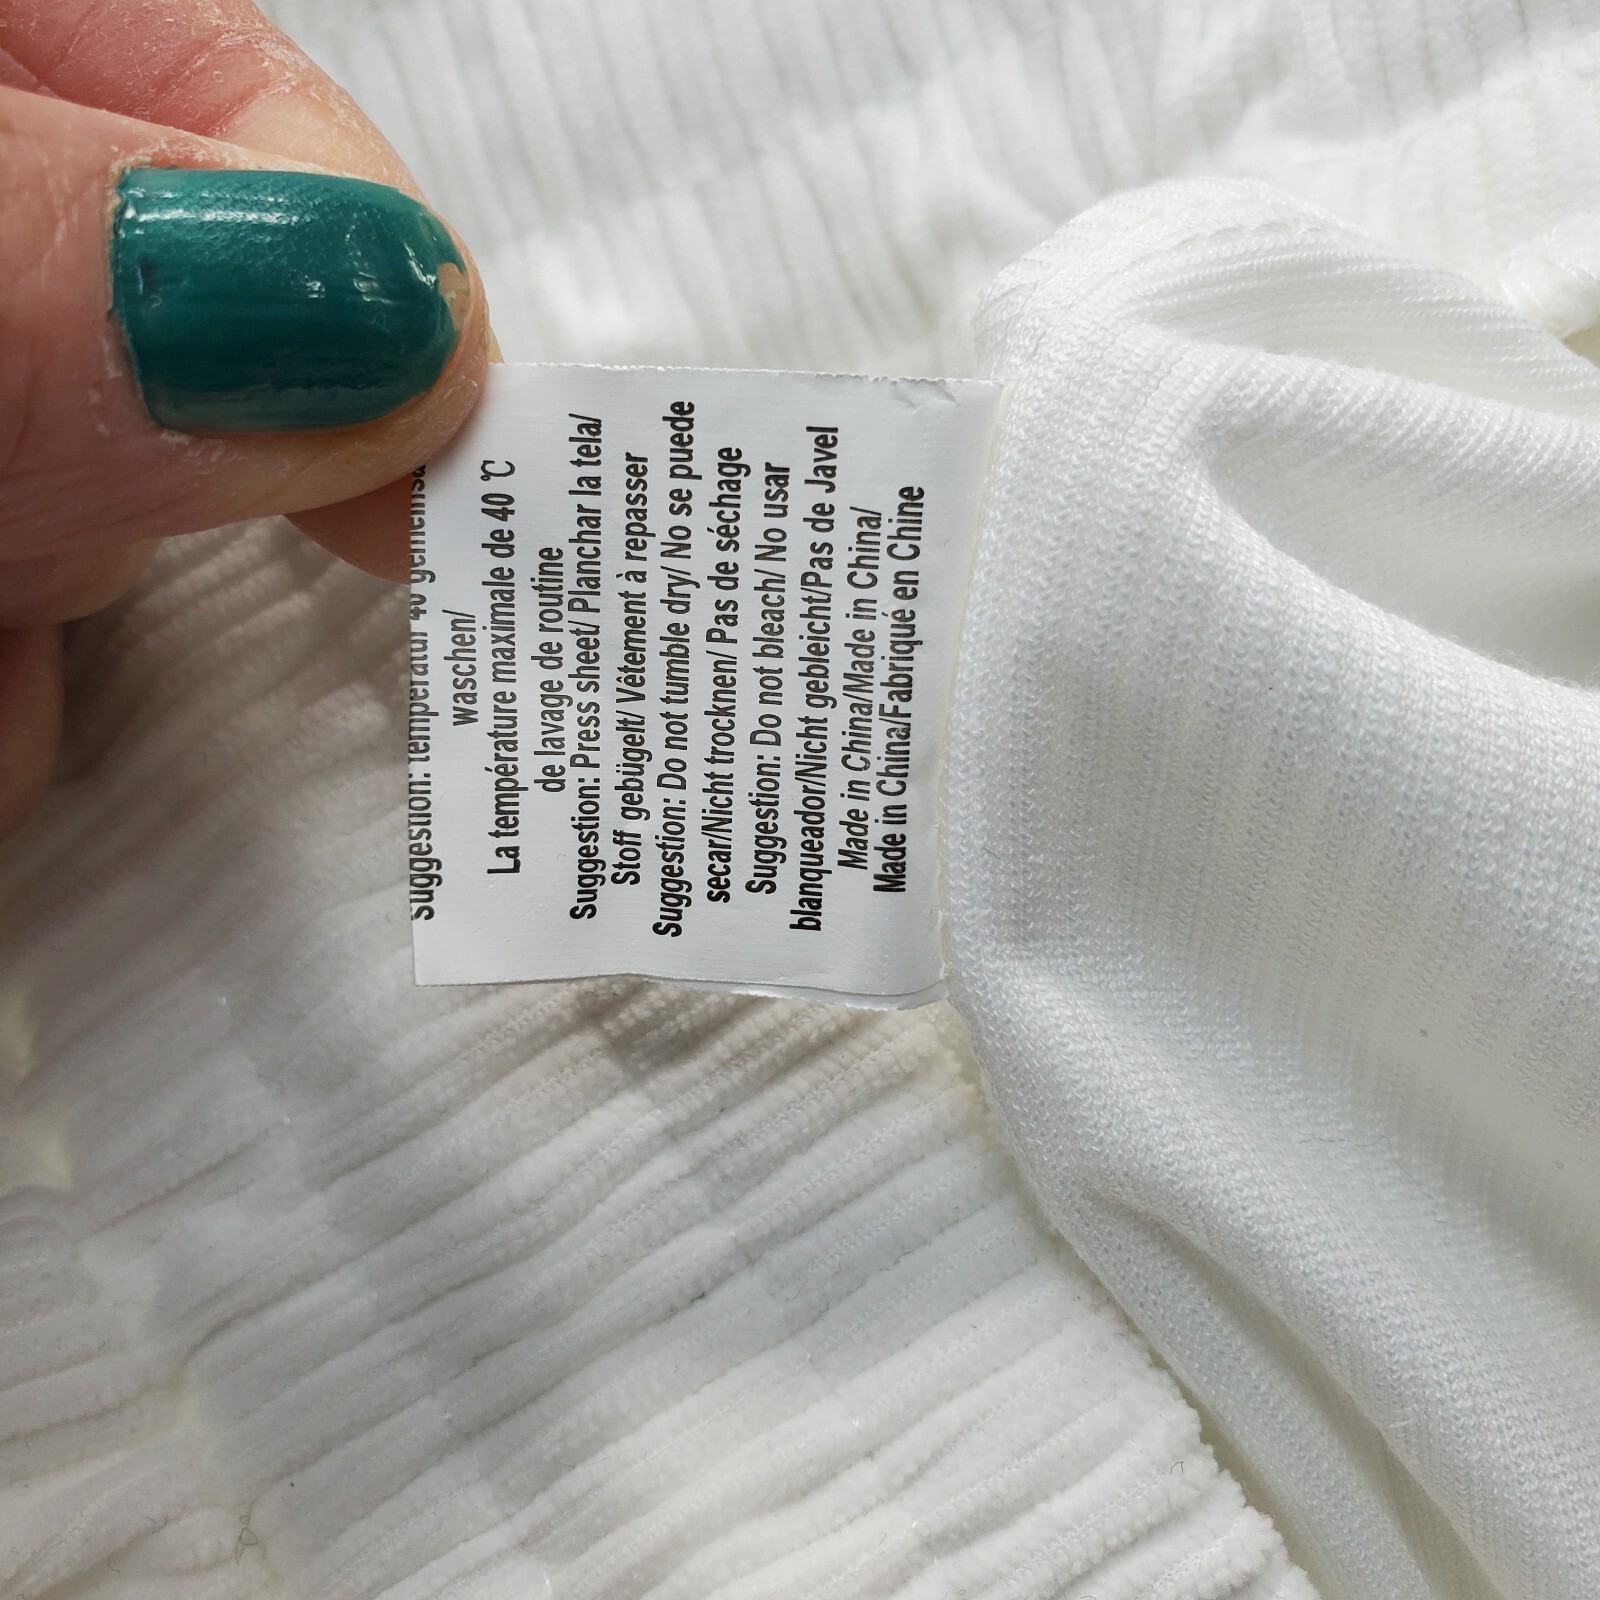 Suggestion: temperatur 40 gemeinsa
waschen/
La température maximale de 40 ℃
de lavage de routine
Suggestion: Press sheet/ Planchar la tela/
Stoff gebügelt/ Vêtement à repasser
Suggestion: Do not tumble dry/ No se puede
secar/Nicht trocknen/ Pas de séchage
Suggestion: Do not bleach/ No usar
blanqueador/Nicht gebleicht/Pas de Javel
Made in China/Made in China/
Made in China/Fabriqué en Chine